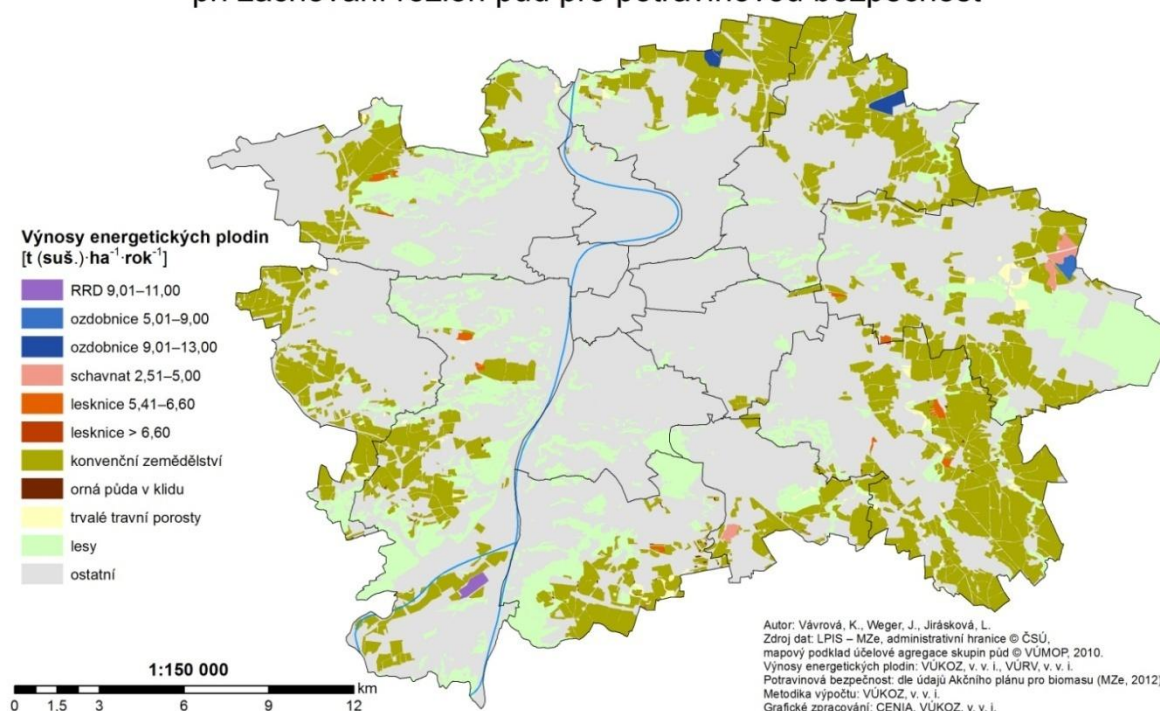 při zachování rozloh půd pro potravinovou bezpečnost
Výnosy energetických plodin
[t (suš.)·ha⁻¹·rok⁻¹]
RRD 9,01–11,00
ozdobnice 5,01–9,00
ozdobnice 9,01–13,00
schavnat 2,51–5,00
lesknice 5,41–6,60
lesknice > 6,60
konvenční zemědělství
orná půda v klidu
trvalé travní porosty
lesy
ostatní
1:150 000
km
0 1,5 3 6 9 12
Autor: Vávrová, K., Weger, J., Jirásková, L.
Zdroj dat: LPIS – MZe, administrativní hranice © ČSÚ,
mapový podklad účelové agregace skupin půd © VÚMOP, 2010.
Výnosy energetických plodin: VÚKOZ, v. v. i., VÚRV, v. v. i.
Potravinová bezpečnost: dle údajů Akčního plánu pro biomasu (MZe, 2012)
Metodika výpočtu: VÚKOZ, v. v. i.
Grafické zpracování: CENIA, VÚKOZ, v. v. i.